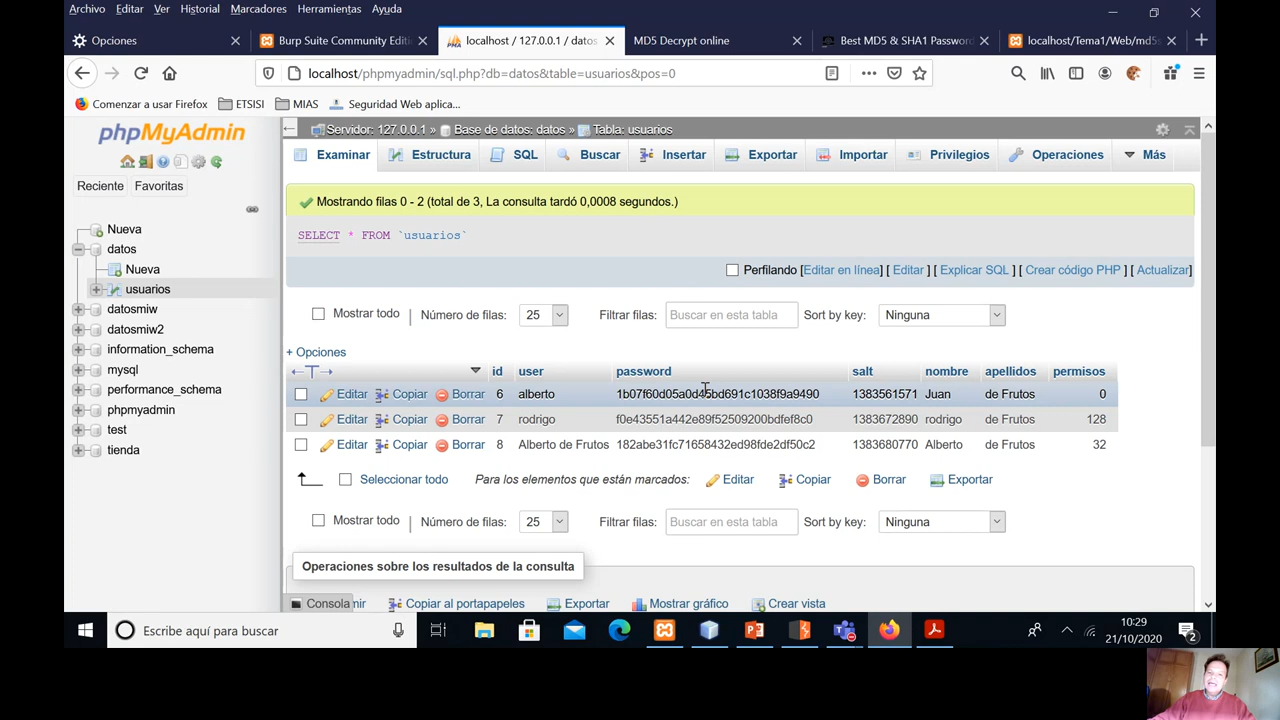 Archivo Editar Ver Historial Marcadores Herramientas Ayuda
Opciones Burp Suite Community Editi localhost / 127.0.0.1 / datos MD5 Decrypt online Best MD5 & SHA1 Password localhost/Tema1/Web/md5s
localhost/phpmyadmin/sql.php?db=datos&table=usuarios&pos=0
Comenzar a usar Firefox ETSISI MIAS Seguridad Web aplica...
phpMyAdmin
Reciente Favoritas
Nueva
datos
Nueva
usuarios
datosmiw
datosmiw2
information_schema
mysql
performance_schema
phpmyadmin
test
tienda
Servidor: 127.0.0.1 » Base de datos: datos » Tabla: usuarios
Examinar Estructura SQL Buscar Insertar Exportar Importar Privilegios Operaciones Más
Mostrando filas 0 - 2 (total de 3, La consulta tardó 0,0008 segundos.)
SELECT * FROM `usuarios`
Perfilando [Editar en línea] [ Editar ] [ Explicar SQL ] [ Crear código PHP ] [ Actualizar]
Mostrar todo Número de filas: 25 Filtrar filas: Buscar en esta tabla Sort by key: Ninguna
+ Opciones
←T→ id user password salt nombre apellidos permisos
Editar Copiar Borrar 6 alberto 1b07f60d05a0d45bd691c1038f9a9490 1383561571 Juan de Frutos 0
Editar Copiar Borrar 7 rodrigo f0e43551a442e89f52509200bdfef8c0 1383672890 rodrigo de Frutos 128
Editar Copiar Borrar 8 Alberto de Frutos 182abe31fc71658432ed98fde2df50c2 1383680770 Alberto de Frutos 32
Seleccionar todo Para los elementos que están marcados: Editar Copiar Borrar Exportar
Mostrar todo Número de filas: 25 Filtrar filas: Buscar en esta tabla Sort by key: Ninguna
Operaciones sobre los resultados de la consulta
Consola mir Copiar al portapapeles Exportar Mostrar gráfico Crear vista
Escribe aquí para buscar
10:29
21/10/2020
2